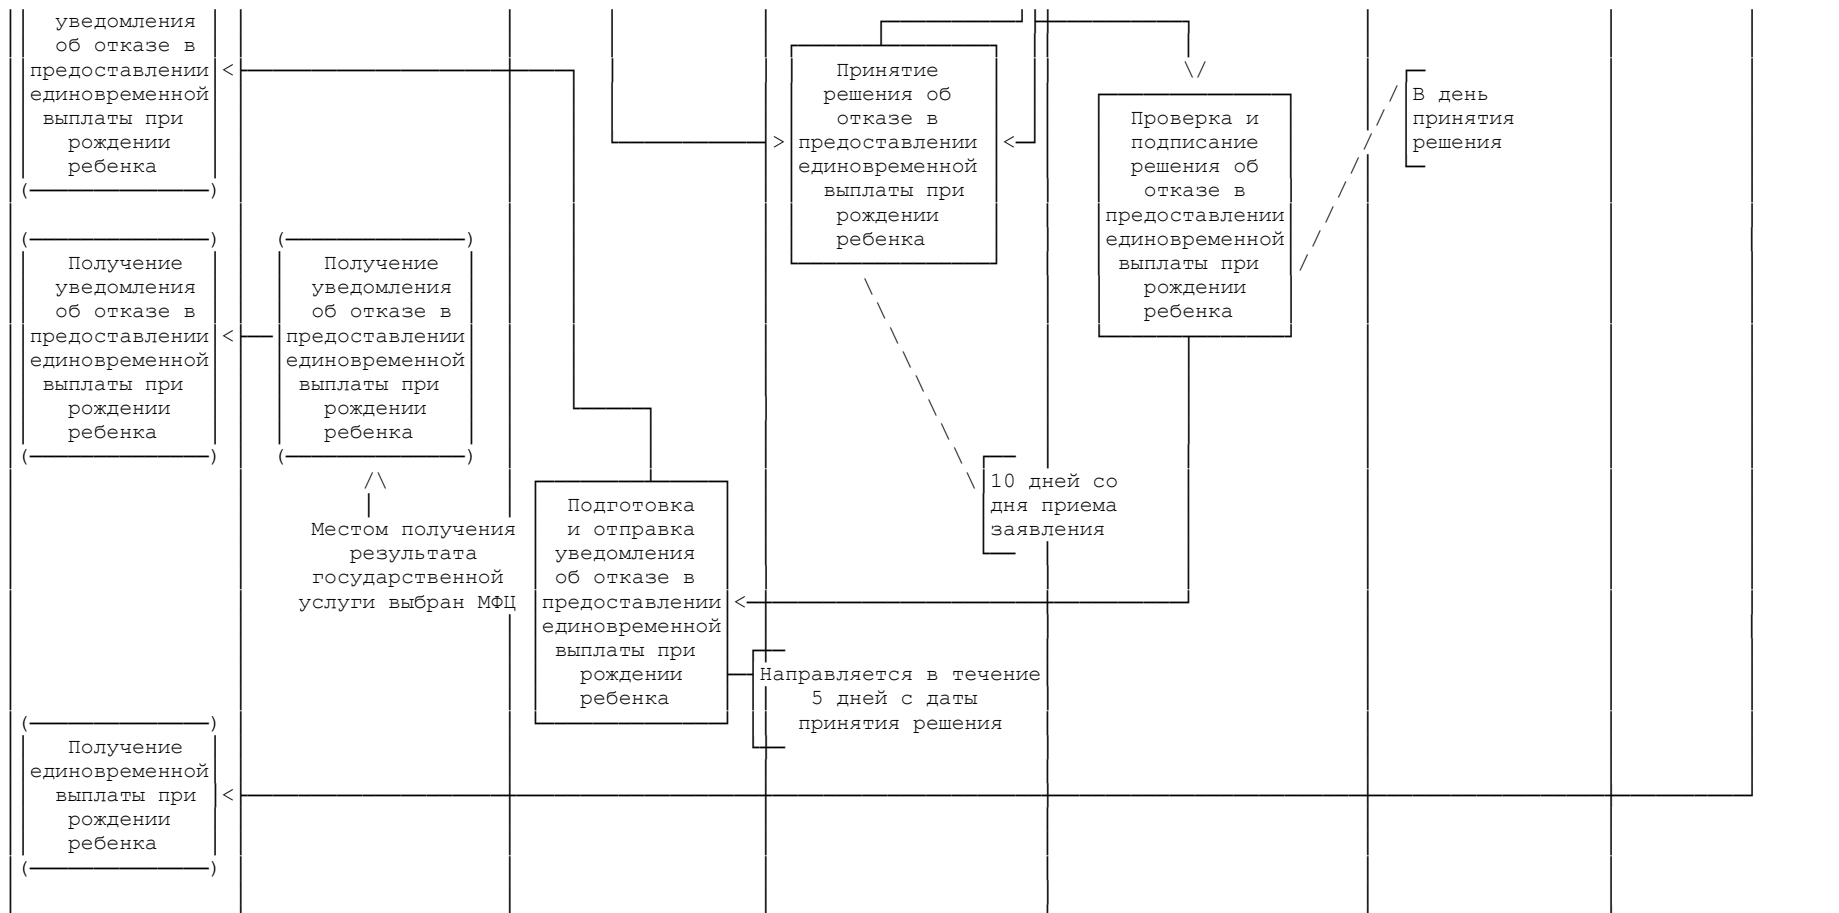 уведомления
об отказе в
предоставлении
единовременной
выплаты при
рождении
ребенка
Принятие
решения об
отказе в
предоставлении
единовременной
выплаты при
рождении
ребенка
Проверка и
подписание
решения об
отказе в
предоставлении
единовременной
выплаты при
рождении
ребенка
В день
принятия
решения
Получение
уведомления
об отказе в
предоставлении
единовременной
выплаты при
рождении
ребенка
Получение
уведомления
об отказе в
предоставлении
единовременной
выплаты при
рождении
ребенка
10 дней со
дня приема
заявления
Местом получения
результата
государственной
услуги выбран МФЦ
Подготовка
и отправка
уведомления
об отказе в
предоставлении
единовременной
выплаты при
рождении
ребенка
Направляется в течение
5 дней с даты
принятия решения
Получение
единовременной
выплаты при
рождении
ребенка